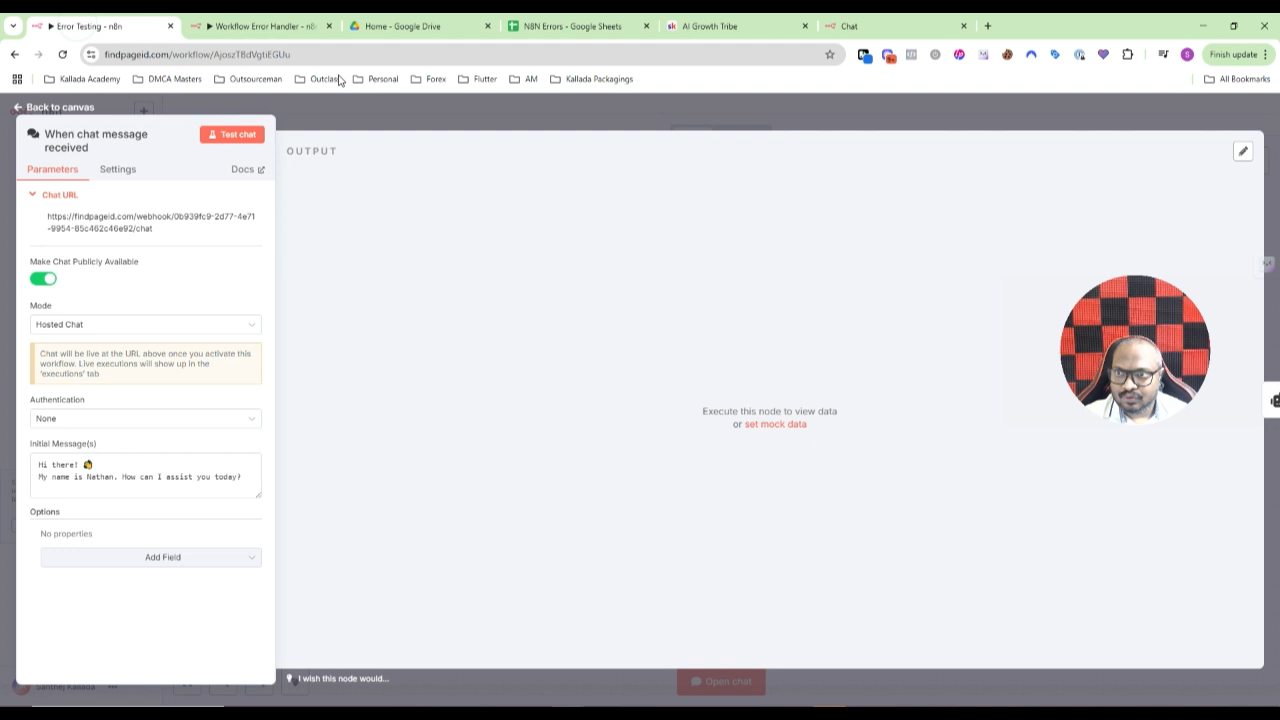 Error Testing - n8n
Workflow Error Handler - n8
Home - Google Drive
N8N Errors - Google Sheets
AI Growth Tribe
Chat
findpageid.com/workflow/AjoszTBdVgtiEGUu
Finish update
Kallada Academy
DMCA Masters
Outsourceman
Outclass
Personal
Forex
Flutter
AM
Kallada Packagings
All Bookmarks
Back to canvas
When chat message
received
Test chat
Parameters
Settings
Docs
Chat URL
https://findpageid.com/webhook/0b939fc9-2d77-4e71
-9954-85c462c46e92/chat
Make Chat Publicly Available
Mode
Hosted Chat
Chat will be live at the URL above once you activate this
workflow. Live executions will show up in the
'executions' tab
Authentication
None
Initial Message(s)
Hi there! 👋
My name is Nathan. How can I assist you today?
Options
No properties
Add Field
OUTPUT
Execute this node to view data
or set mock data
I wish this node would...
Open chat
Santhej Kallada